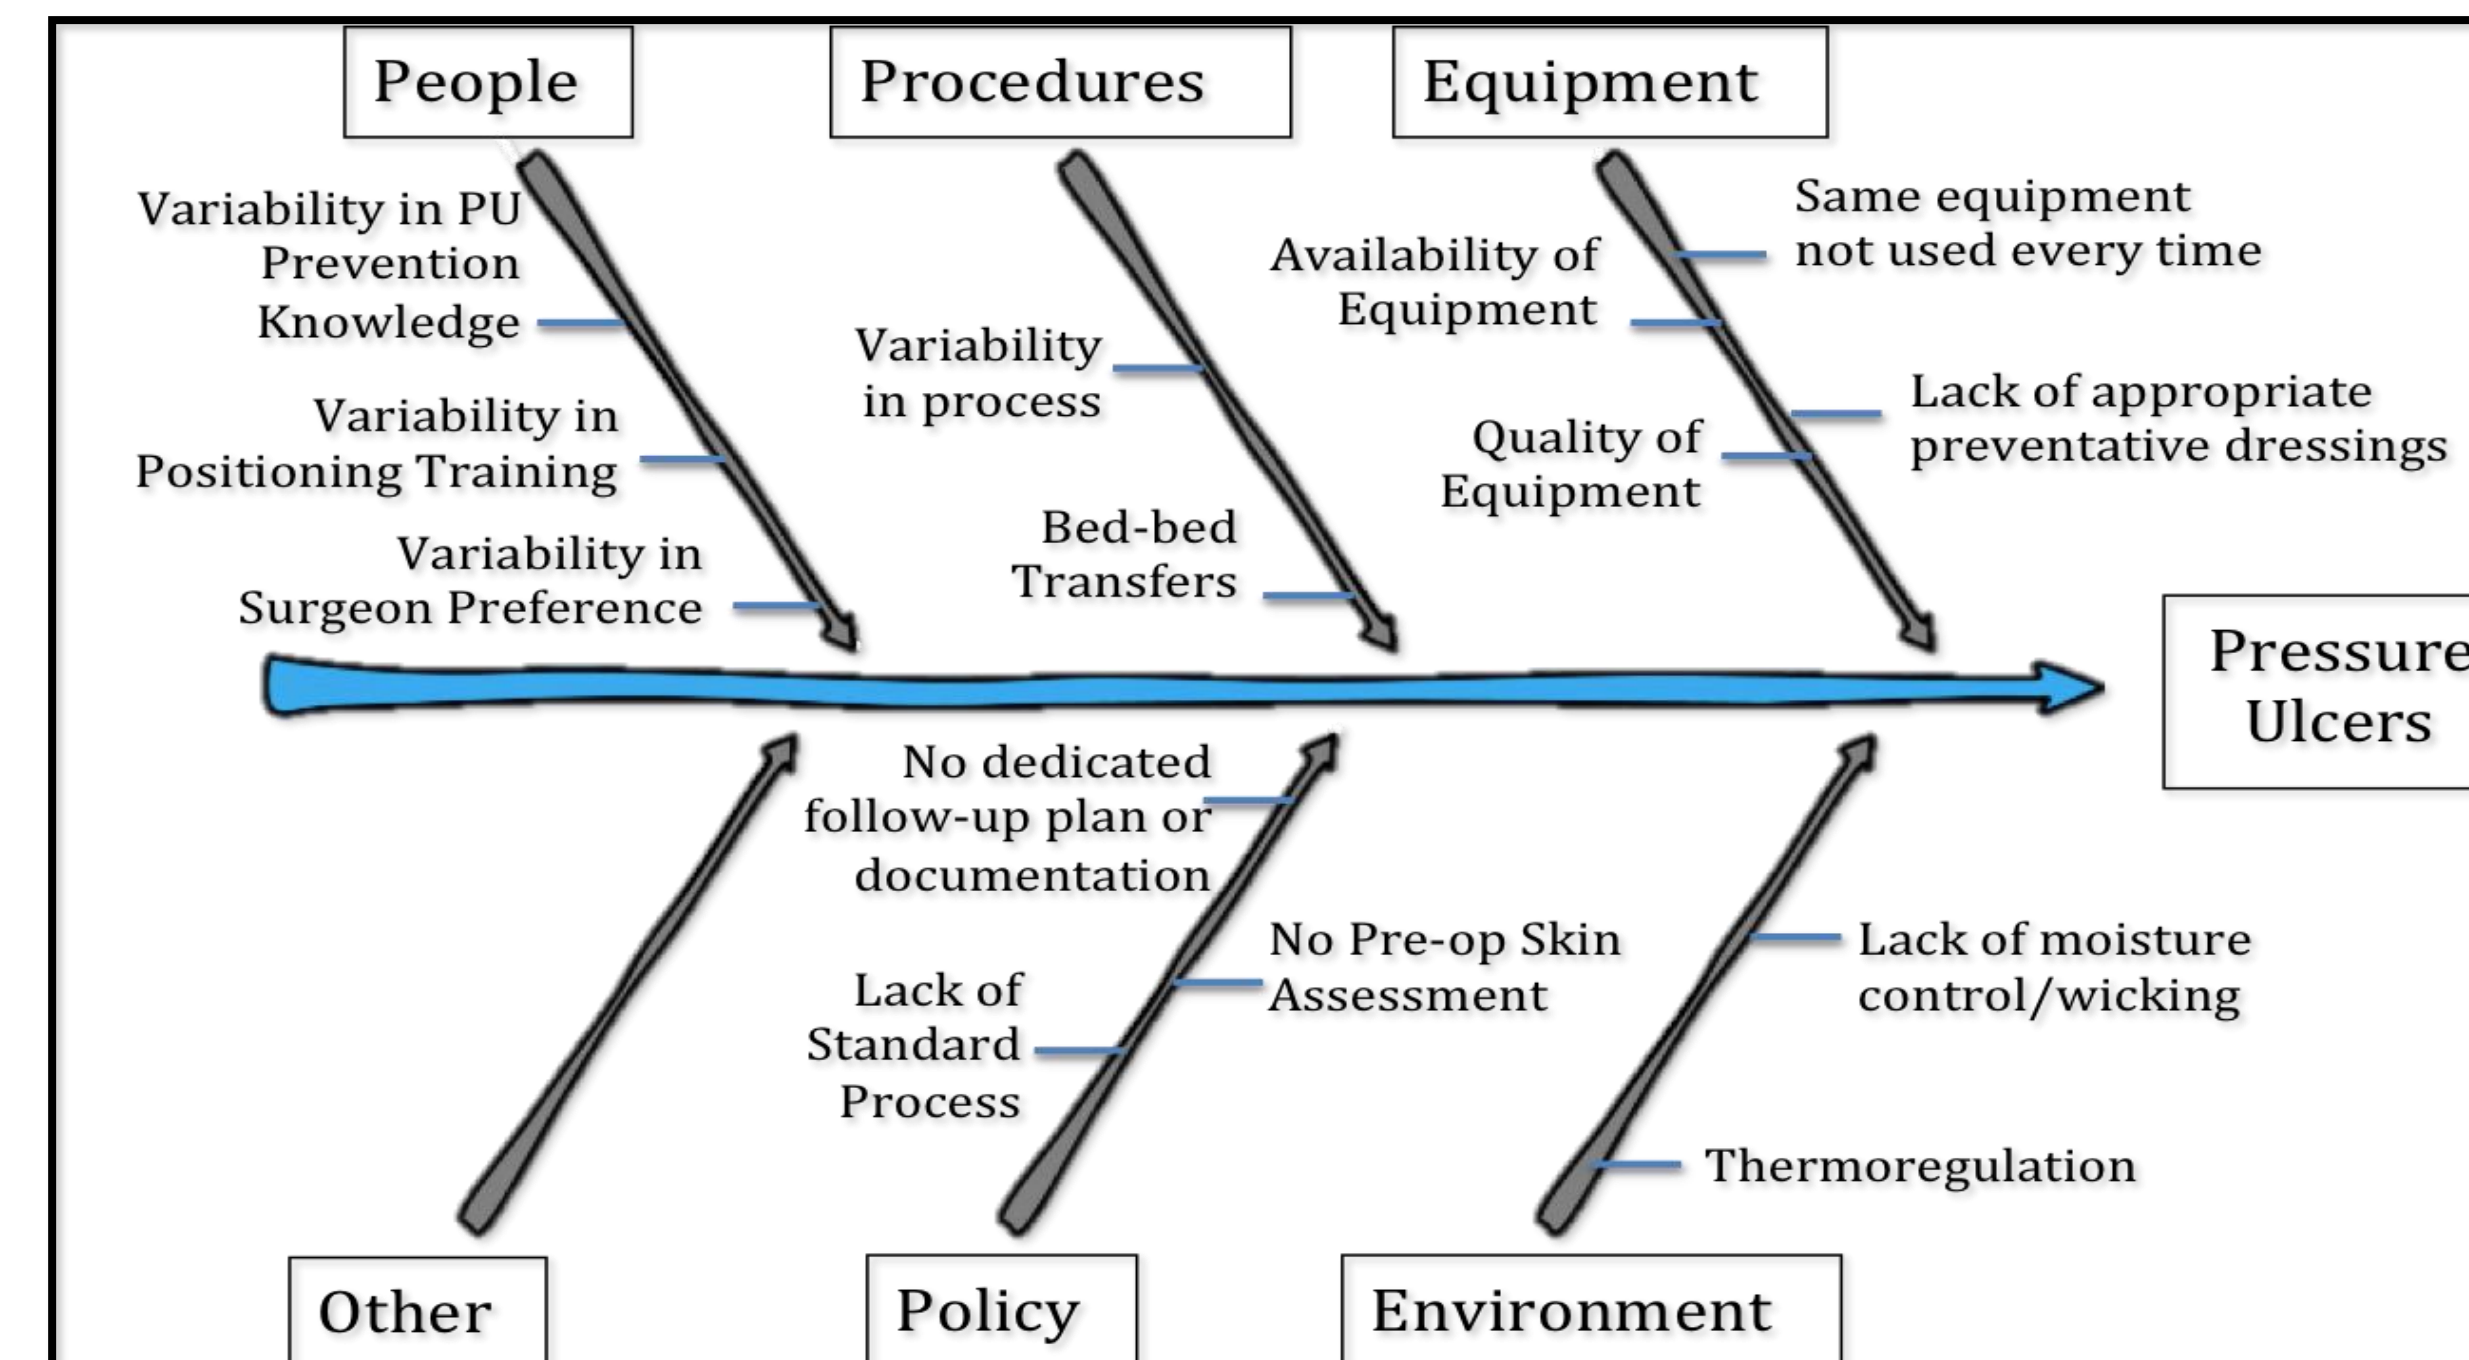 People
Procedures
Equipment
Variability in PU
Prevention
Knowledge
Variability in
Positioning Training
Variability in
Surgeon Preference
Variability
in process
Bed-bed
Transfers
Availability of
Equipment
Quality of
Equipment
Same equipment
not used every time
Lack of appropriate
preventative dressings
Pressure
Ulcers
No dedicated
follow-up plan or
documentation
Lack of
Standard
Process
No Pre-op Skin
Assessment
Lack of moisture
control/wicking
Thermoregulation
Other
Policy
Environment